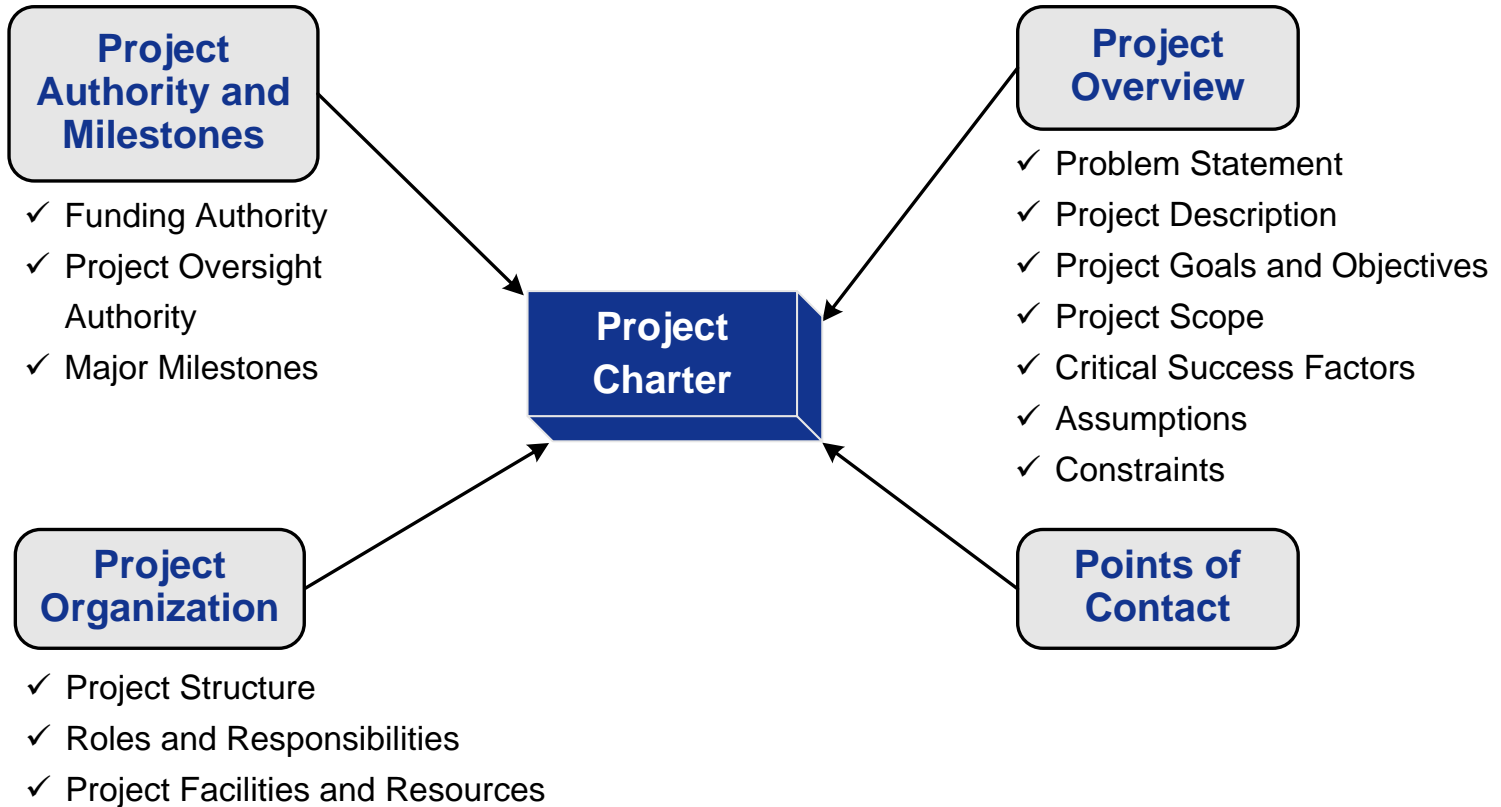 Project
Authority and
Milestones
✓ Funding Authority
✓ Project Oversight
Authority
✓ Major Milestones
Project
Overview
✓ Problem Statement
✓ Project Description
✓ Project Goals and Objectives
✓ Project Scope
✓ Critical Success Factors
✓ Assumptions
✓ Constraints
Project
Charter
Project
Organization
✓ Project Structure
✓ Roles and Responsibilities
✓ Project Facilities and Resources
Points of
Contact